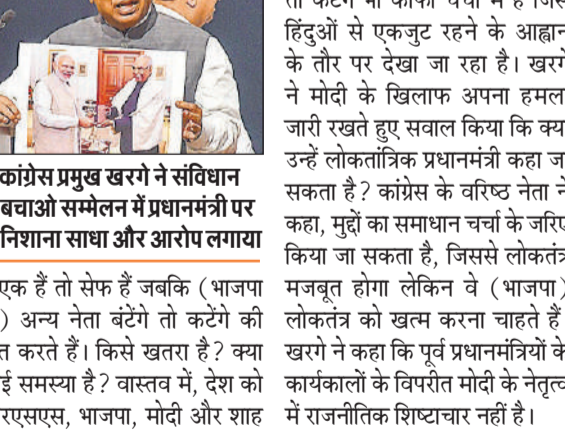 कांग्रेस प्रमुख खरगे ने संविधान
बचाओ सम्मेलन में प्रधानमंत्री पर
निशाना साधा और आरोप लगाया
एक हैं तो सेफ हैं जबकि (भाजपा
) अन्य नेता बंटेंगे तो कटेंगे की
करते हैं। किसे खतरा है? क्या
समस्या है? वास्तव में, देश को
भाजपा, मोदी और शाह
हिंदुओं से एकजुट रहने के आह्वान
के तौर पर देखा जा रहा है। खरगे
ने मोदी के खिलाफ अपना हमला
जारी रखते हुए सवाल किया कि
उन्हें लोकतांत्रिक प्रधानमंत्री कहा
सकता है? कांग्रेस के वरिष्ठ नेता ने
कहा, मुद्दों का समाधान चर्चा के जरिए
किया जा सकता है, जिससे लोकतंत्र
मजबूत होगा लेकिन वे (भाजपा)
लोकतंत्र को खत्म करना चाहते हैं
खरगे ने कहा कि पूर्व प्रधानमंत्रियों के
कार्यकालों के विपरीत मोदी के नेतृत्व
में राजनीतिक शिष्टाचार नहीं है।